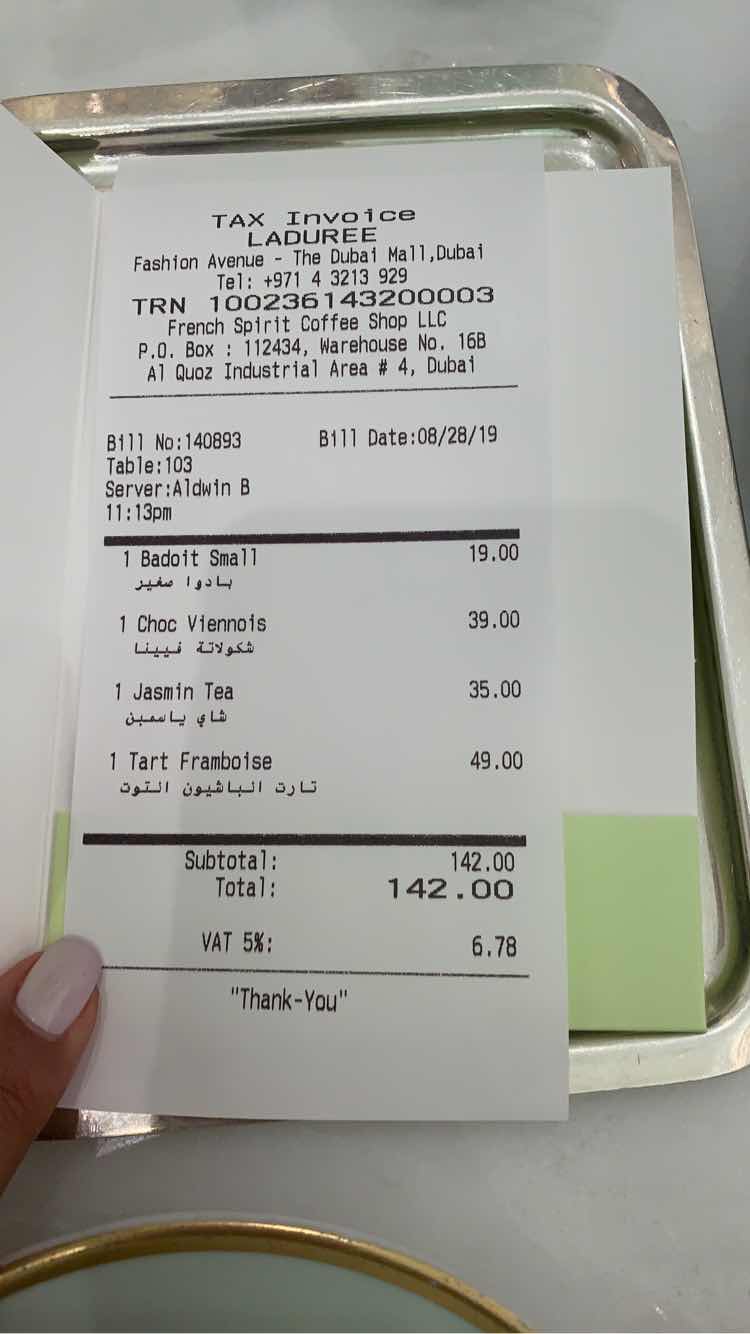 TAX Invoice
LADUREE
Fashion Avenue - The Dubai Mall,Dubai
Tel: +971 4 3213 929
TRN 100236143200003
French Spirit Coffee Shop LLC
P.O. Box : 112434, Warehouse No. 16B
Al Quoz Industrial Area # 4, Dubai
Bill No:140893 Bill Date:08/28/19
Table:103
Server:Aldwin B
11:13pm
1 Badoit Small 19.00
بادوا صغير
1 Choc Viennois 39.00
شكولاتة فيينا
1 Jasmin Tea 35.00
شاي ياسمين
1 Tart Framboise 49.00
تارت الباشيون التوت
Subtotal: 142.00
Total: 142.00
VAT 5%: 6.78
"Thank-You"